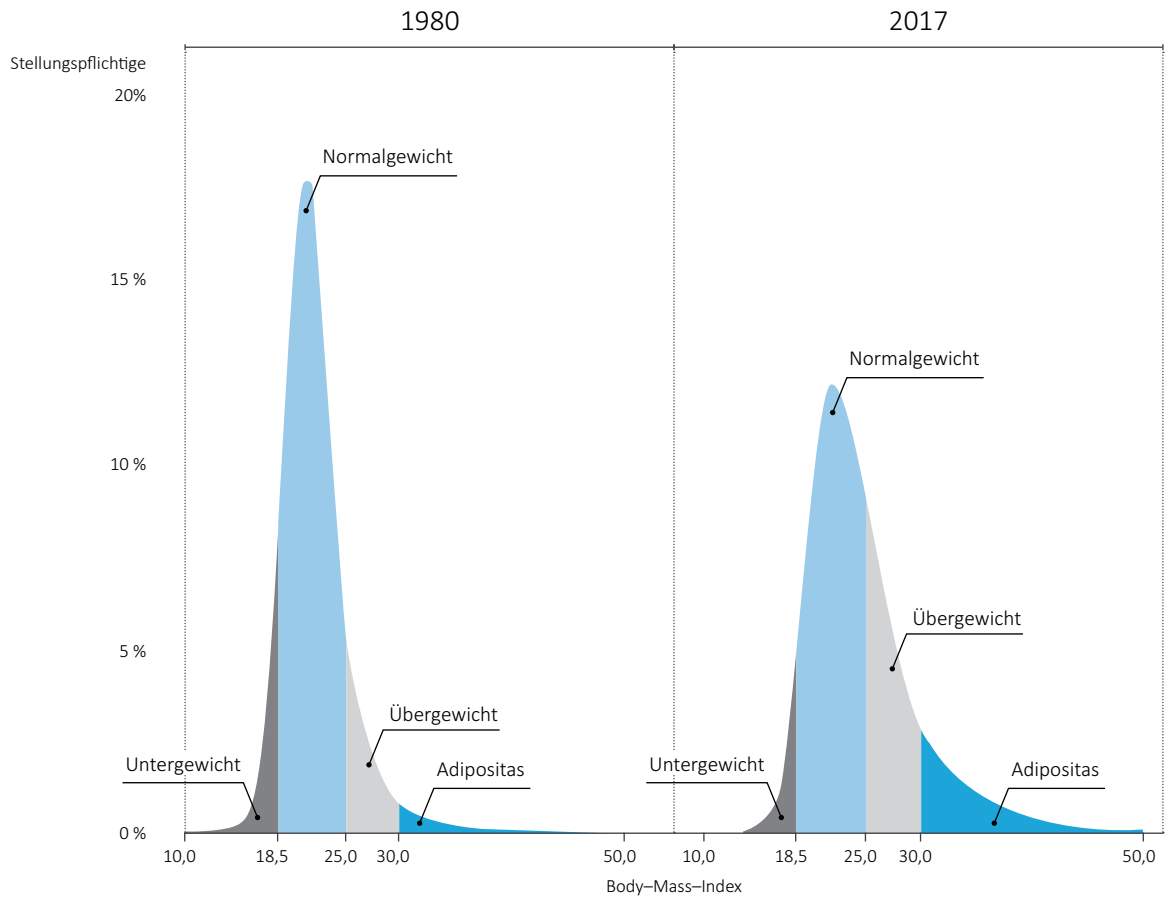 1980
2017
Stellungspflichtige
20%
15 %
10 %
5 %
0 %
Normalgewicht
Übergewicht
Untergewicht
Adipositas
Normalgewicht
Übergewicht
Untergewicht
Adipositas
10,0 18,5 25,0 30,0 50,0 10,0 18,5 25,0 30,0 50,0
Body–Mass–Index